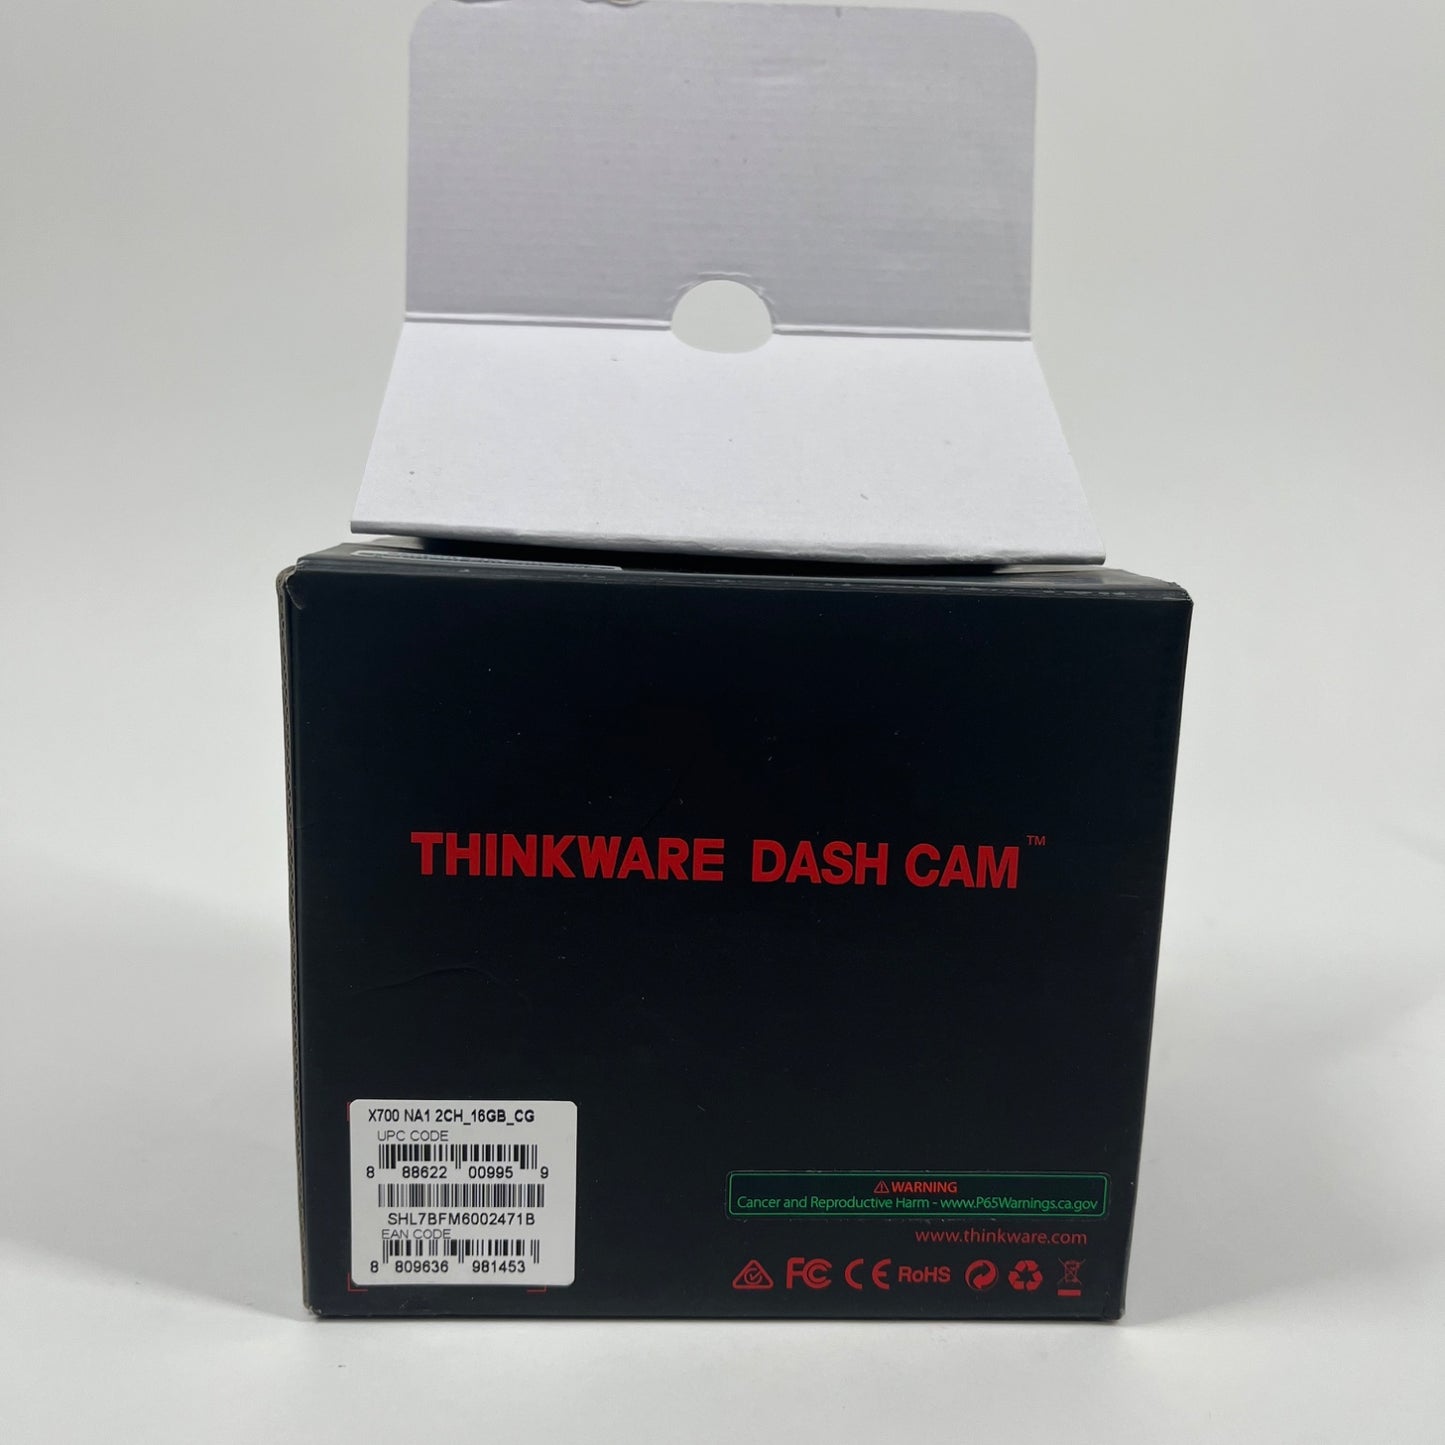 THINKWARE DASH CAM™
X700 NA1 2CH_16GB_CG
UPC CODE
8 88622 00995 9
SHL7BFM6002471B
EAN CODE
8 809636 981453
⚠ WARNING
Cancer and Reproductive Harm - www.P65Warnings.ca.gov
www.thinkware.com
FC CE RoHS